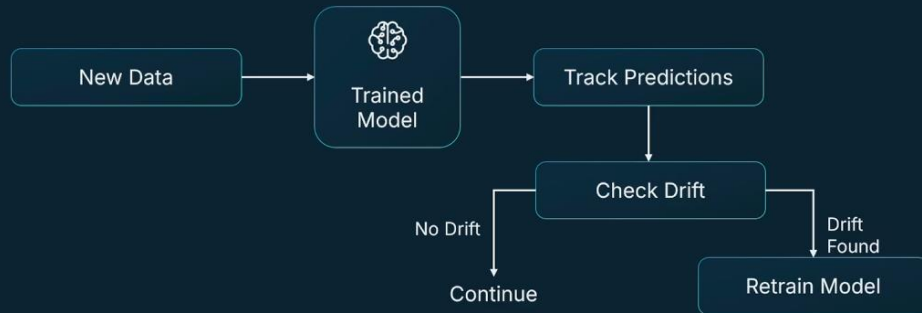 New Data
Trained
Model
Track Predictions
Check Drift
No Drift
Drift
Found
Continue
Retrain Model